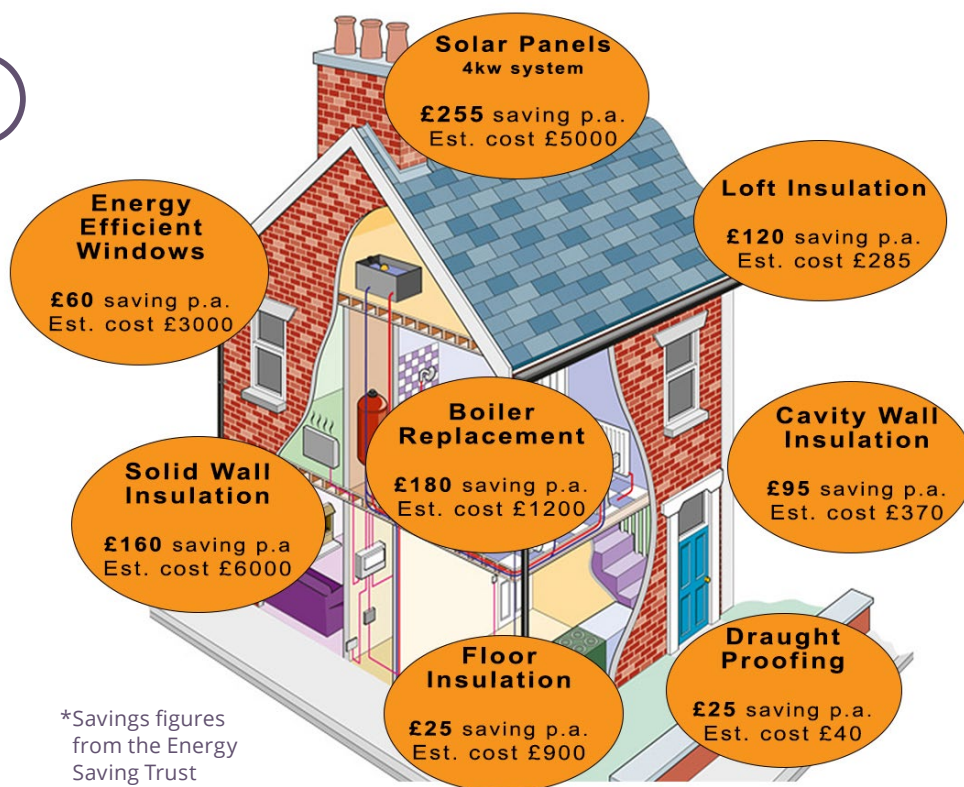 Solar Panels
4kw system
£255 saving p.a.
Est. cost £5000
Loft Insulation
£120 saving p.a.
Est. cost £285
Energy
Efficient
Windows
£60 saving p.a.
Est. cost £3000
Boiler
Replacement
£180 saving p.a.
Est. cost £1200
Cavity Wall
Insulation
£95 saving p.a.
Est. cost £370
Solid Wall
Insulation
£160 saving p.a
Est. cost £6000
Floor
Insulation
£25 saving p.a.
Est. cost £900
Draught
Proofing
£25 saving p.a.
Est. cost £40
*Savings figures
from the Energy
Saving Trust